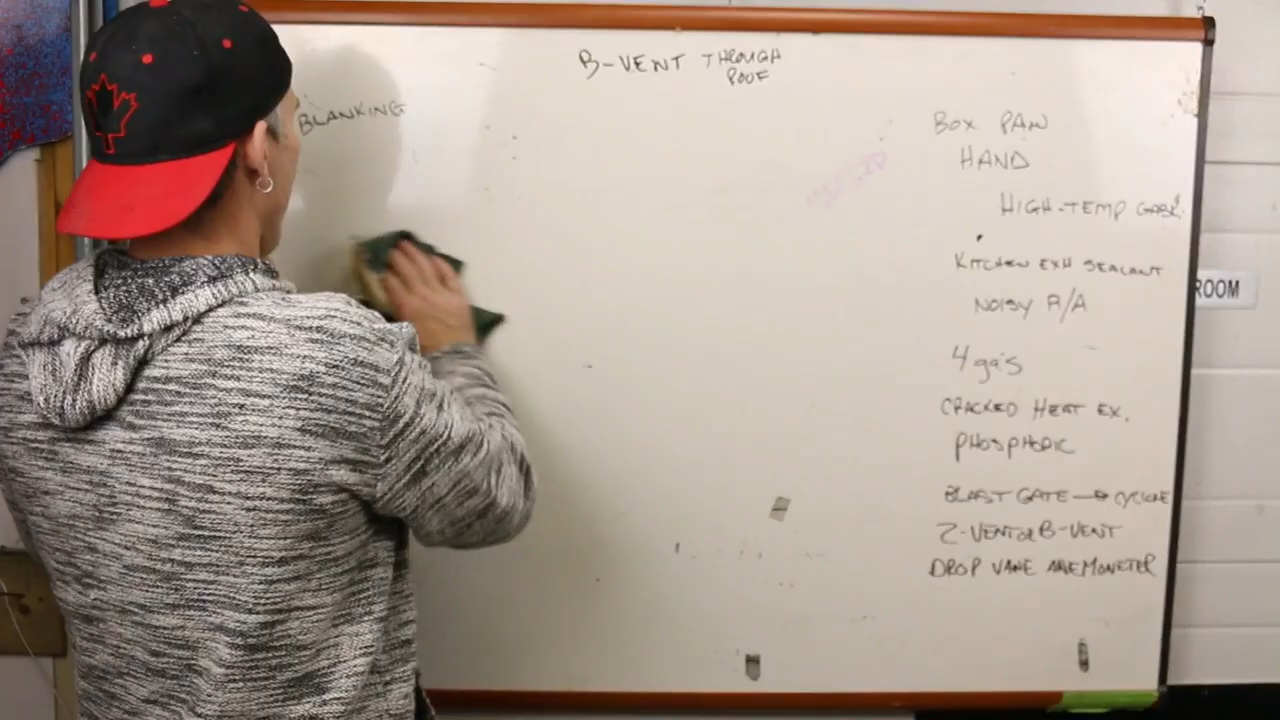 B-VENT THROUGH
ROOF
BLANKING
BOX PAN
HAND
HIGH-TEMP
KITCHEN EXH SEALANT
NOISY R/A
4 gas
CRACKED HEAT EX.
PHOSPHORIC
BLAST GATE → CYCLONE
Z-VENT or B-VENT
DROP VANE ANEMOMETER
ROOM